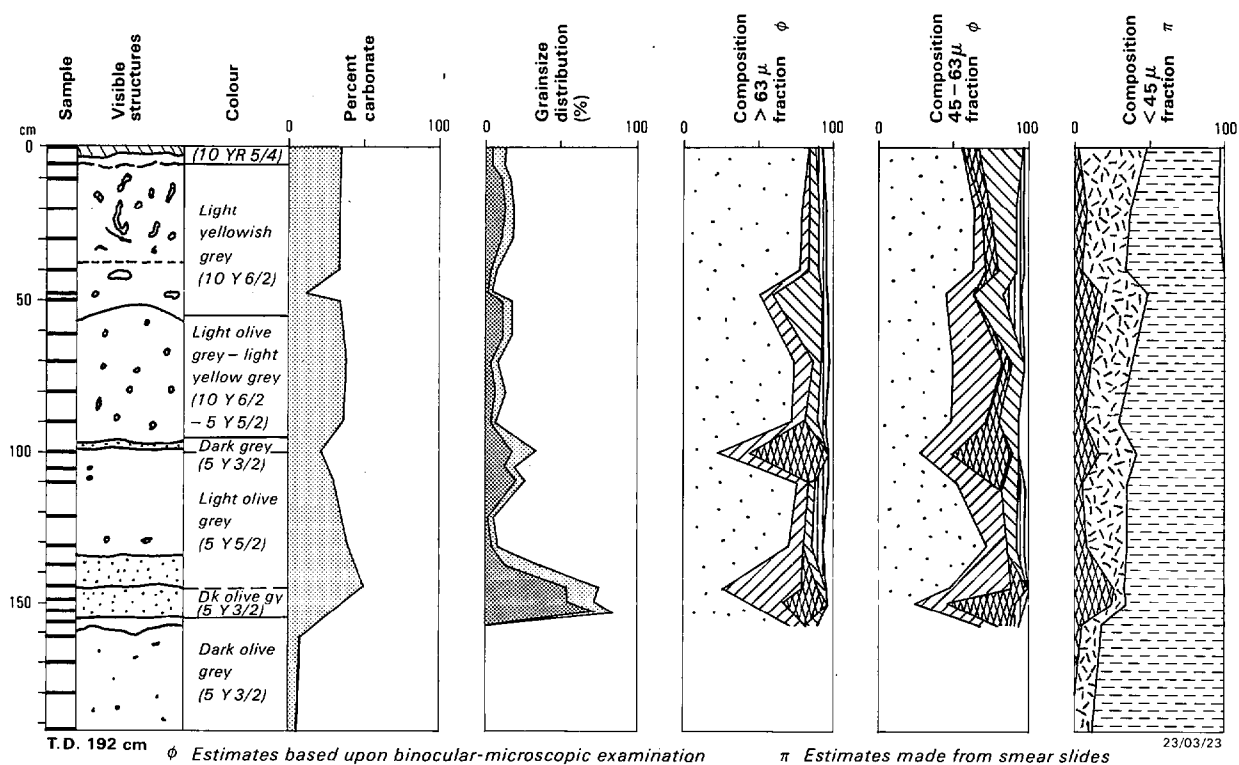 Sample
Visible
structures
Colour
Percent
carbonate
Grainsize
distribution
(%)
Composition
> 63 μ
fraction φ
Composition
45 – 63 μ
fraction φ
Composition
< 45 μ
fraction π
cm
0 100
0 100
0 100
0 100
0 100
0
50
100
150
(10 YR 5/4)
Light
yellowish
grey
(10 Y 6/2)
Light olive
grey – light
yellow grey
(10 Y 6/2
– 5 Y 5/2)
Dark grey
(5 Y 3/2)
Light olive
grey
(5 Y 5/2)
Dk olive gy
(5 Y 3/2)
Dark olive
grey
(5 Y 3/2)
T.D. 192 cm
23/03/23
φ Estimates based upon binocular-microscopic examination
π Estimates made from smear slides